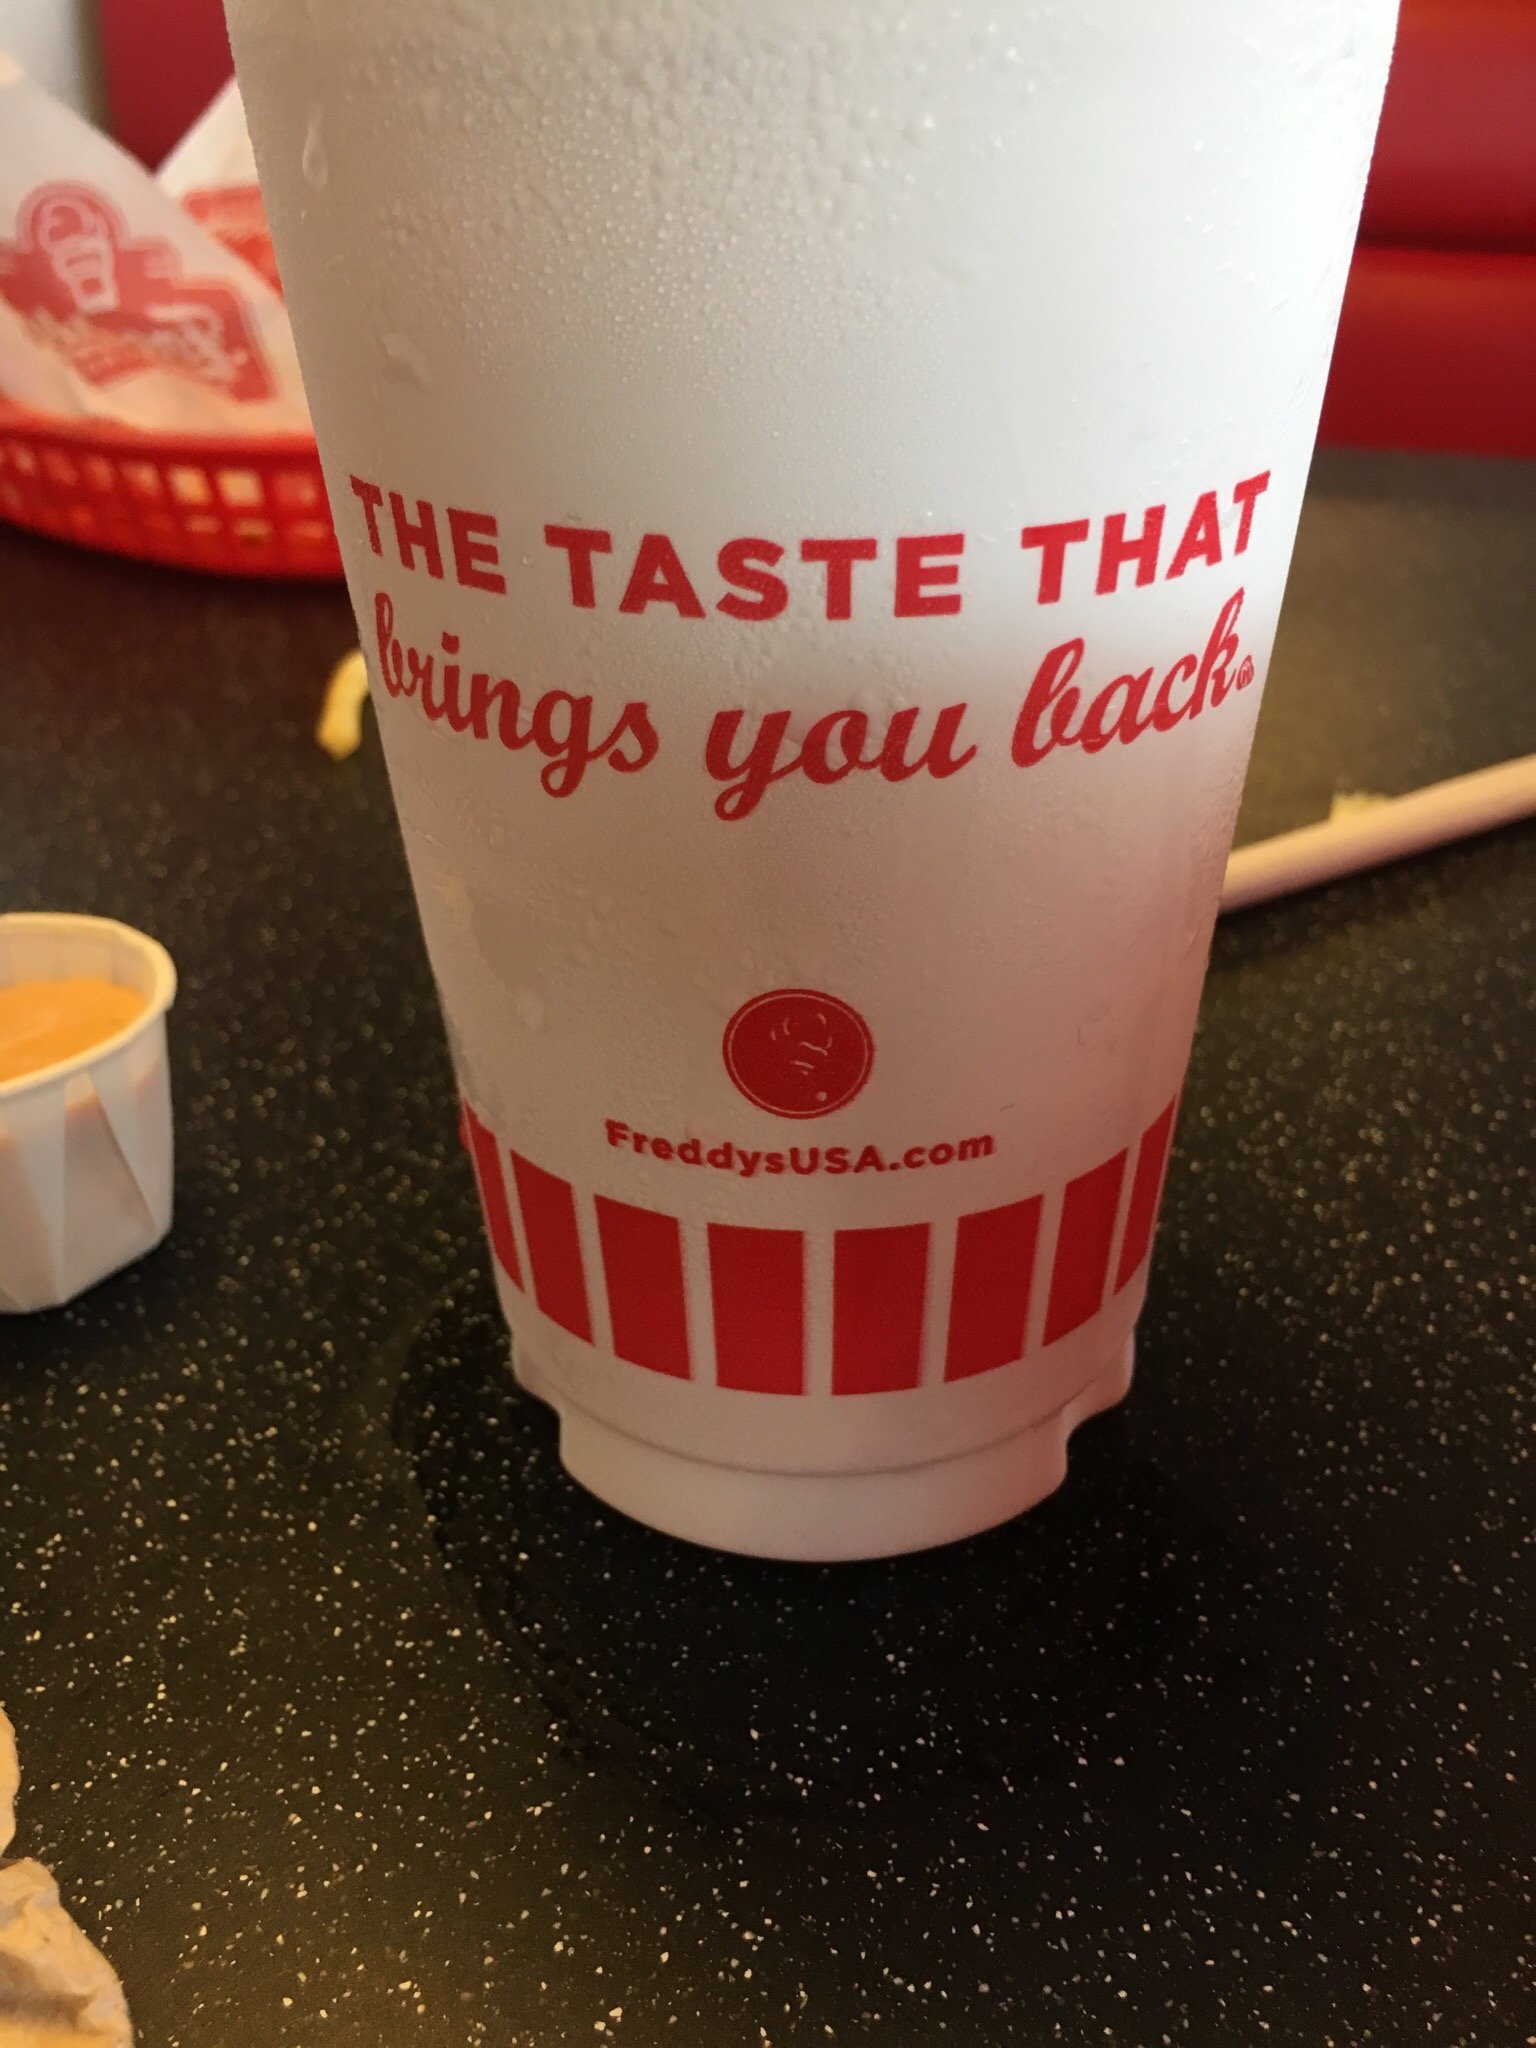 THE TASTE THAT
brings you back®
FreddysUSA.com